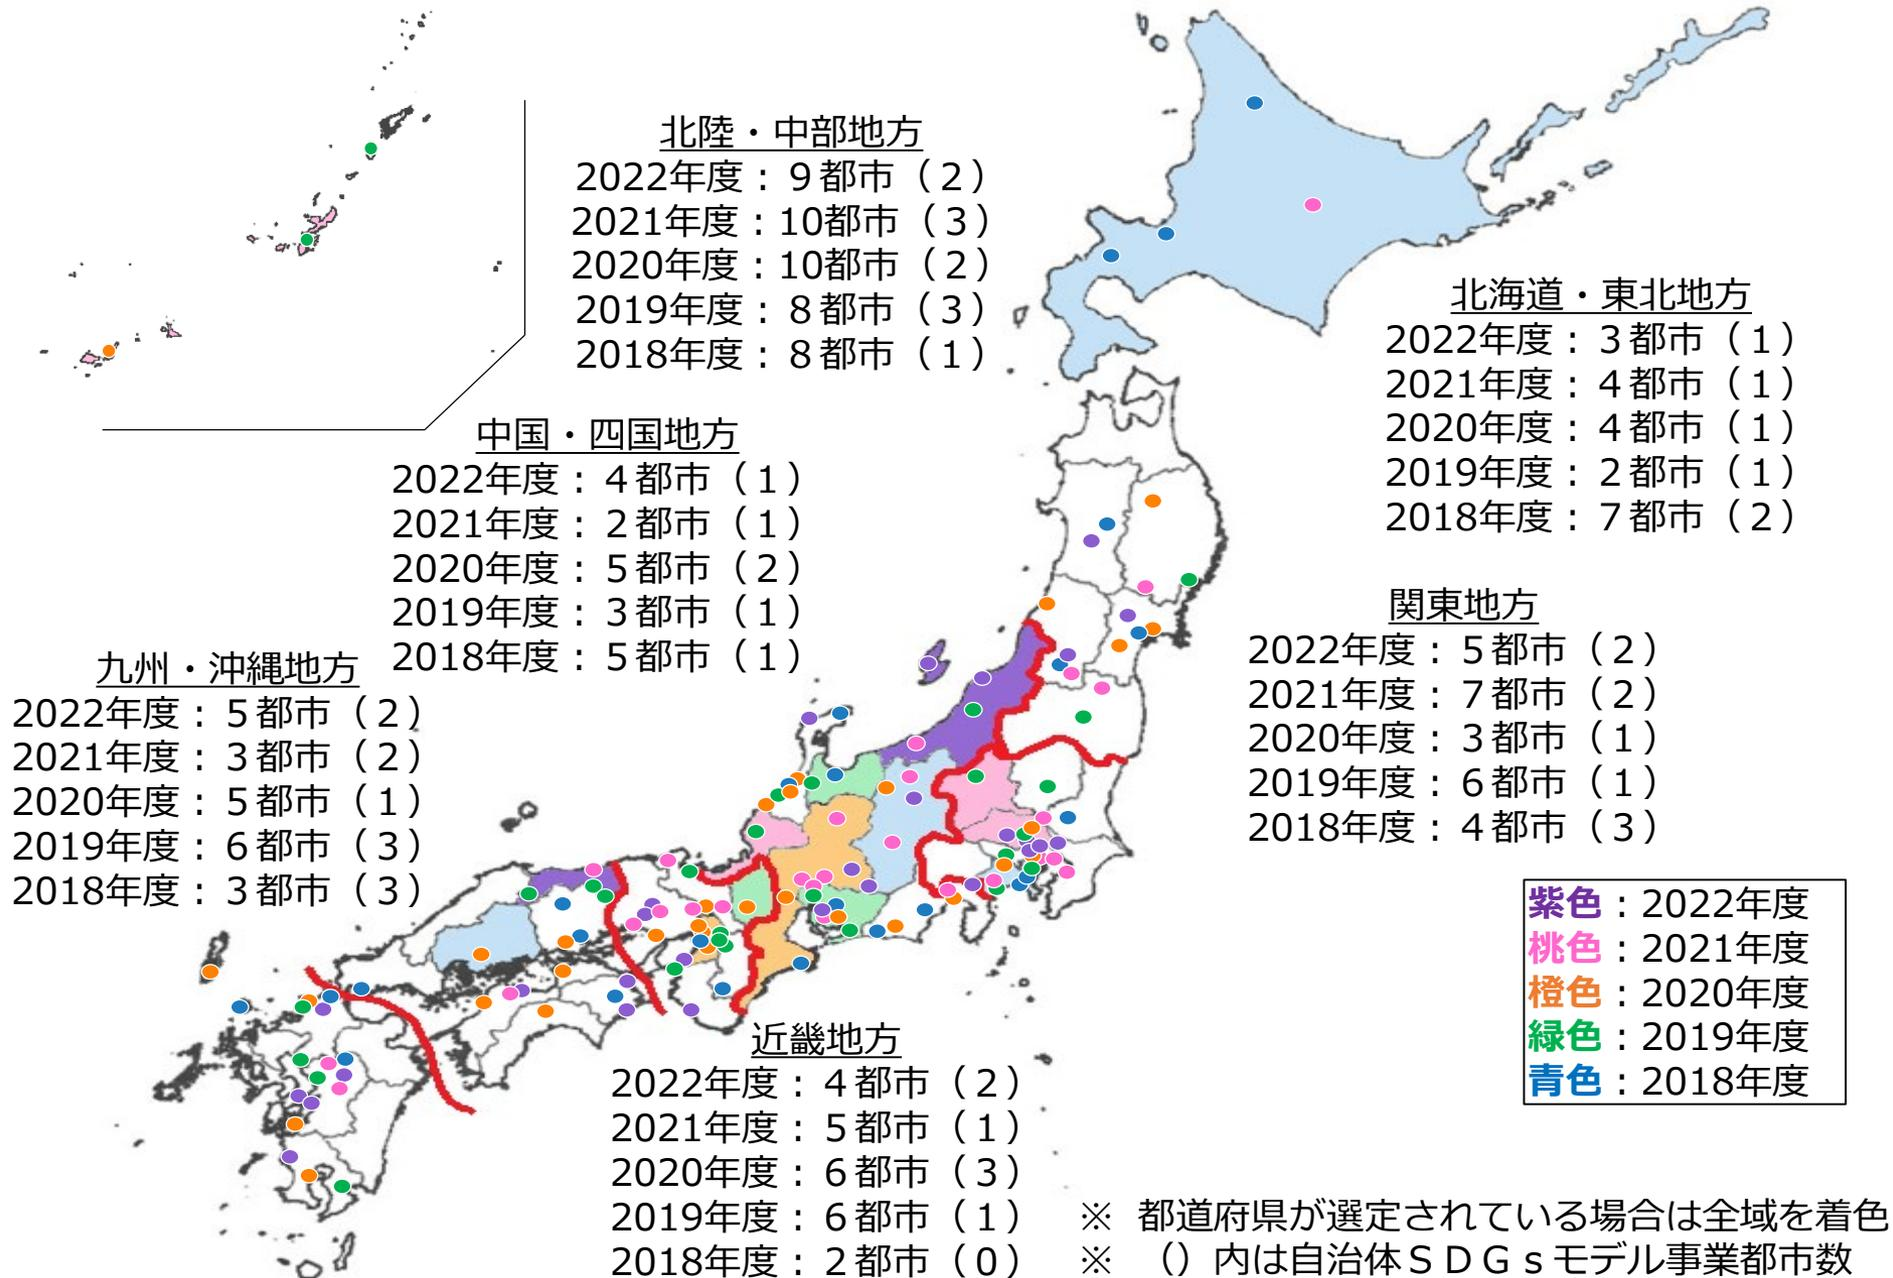 北陸・中部地方
2022年度：９都市（２）
2021年度：10都市（３）
2020年度：10都市（２）
2019年度：８都市（３）
2018年度：８都市（１）
北海道・東北地方
2022年度：３都市（１）
2021年度：４都市（１）
2020年度：４都市（１）
2019年度：２都市（１）
2018年度：７都市（２）
中国・四国地方
2022年度：４都市（１）
2021年度：２都市（１）
2020年度：５都市（２）
2019年度：３都市（１）
2018年度：５都市（１）
関東地方
2022年度：５都市（２）
2021年度：７都市（２）
2020年度：３都市（１）
2019年度：６都市（１）
2018年度：４都市（３）
九州・沖縄地方
2022年度：５都市（２）
2021年度：３都市（２）
2020年度：５都市（１）
2019年度：６都市（３）
2018年度：３都市（３）
紫色：2022年度
桃色：2021年度
橙色：2020年度
緑色：2019年度
青色：2018年度
近畿地方
2022年度：４都市（２）
2021年度：５都市（１）
2020年度：６都市（３）
2019年度：６都市（１）
2018年度：２都市（０）
※ 都道府県が選定されている場合は全域を着色
※ （）内は自治体ＳＤＧｓモデル事業都市数